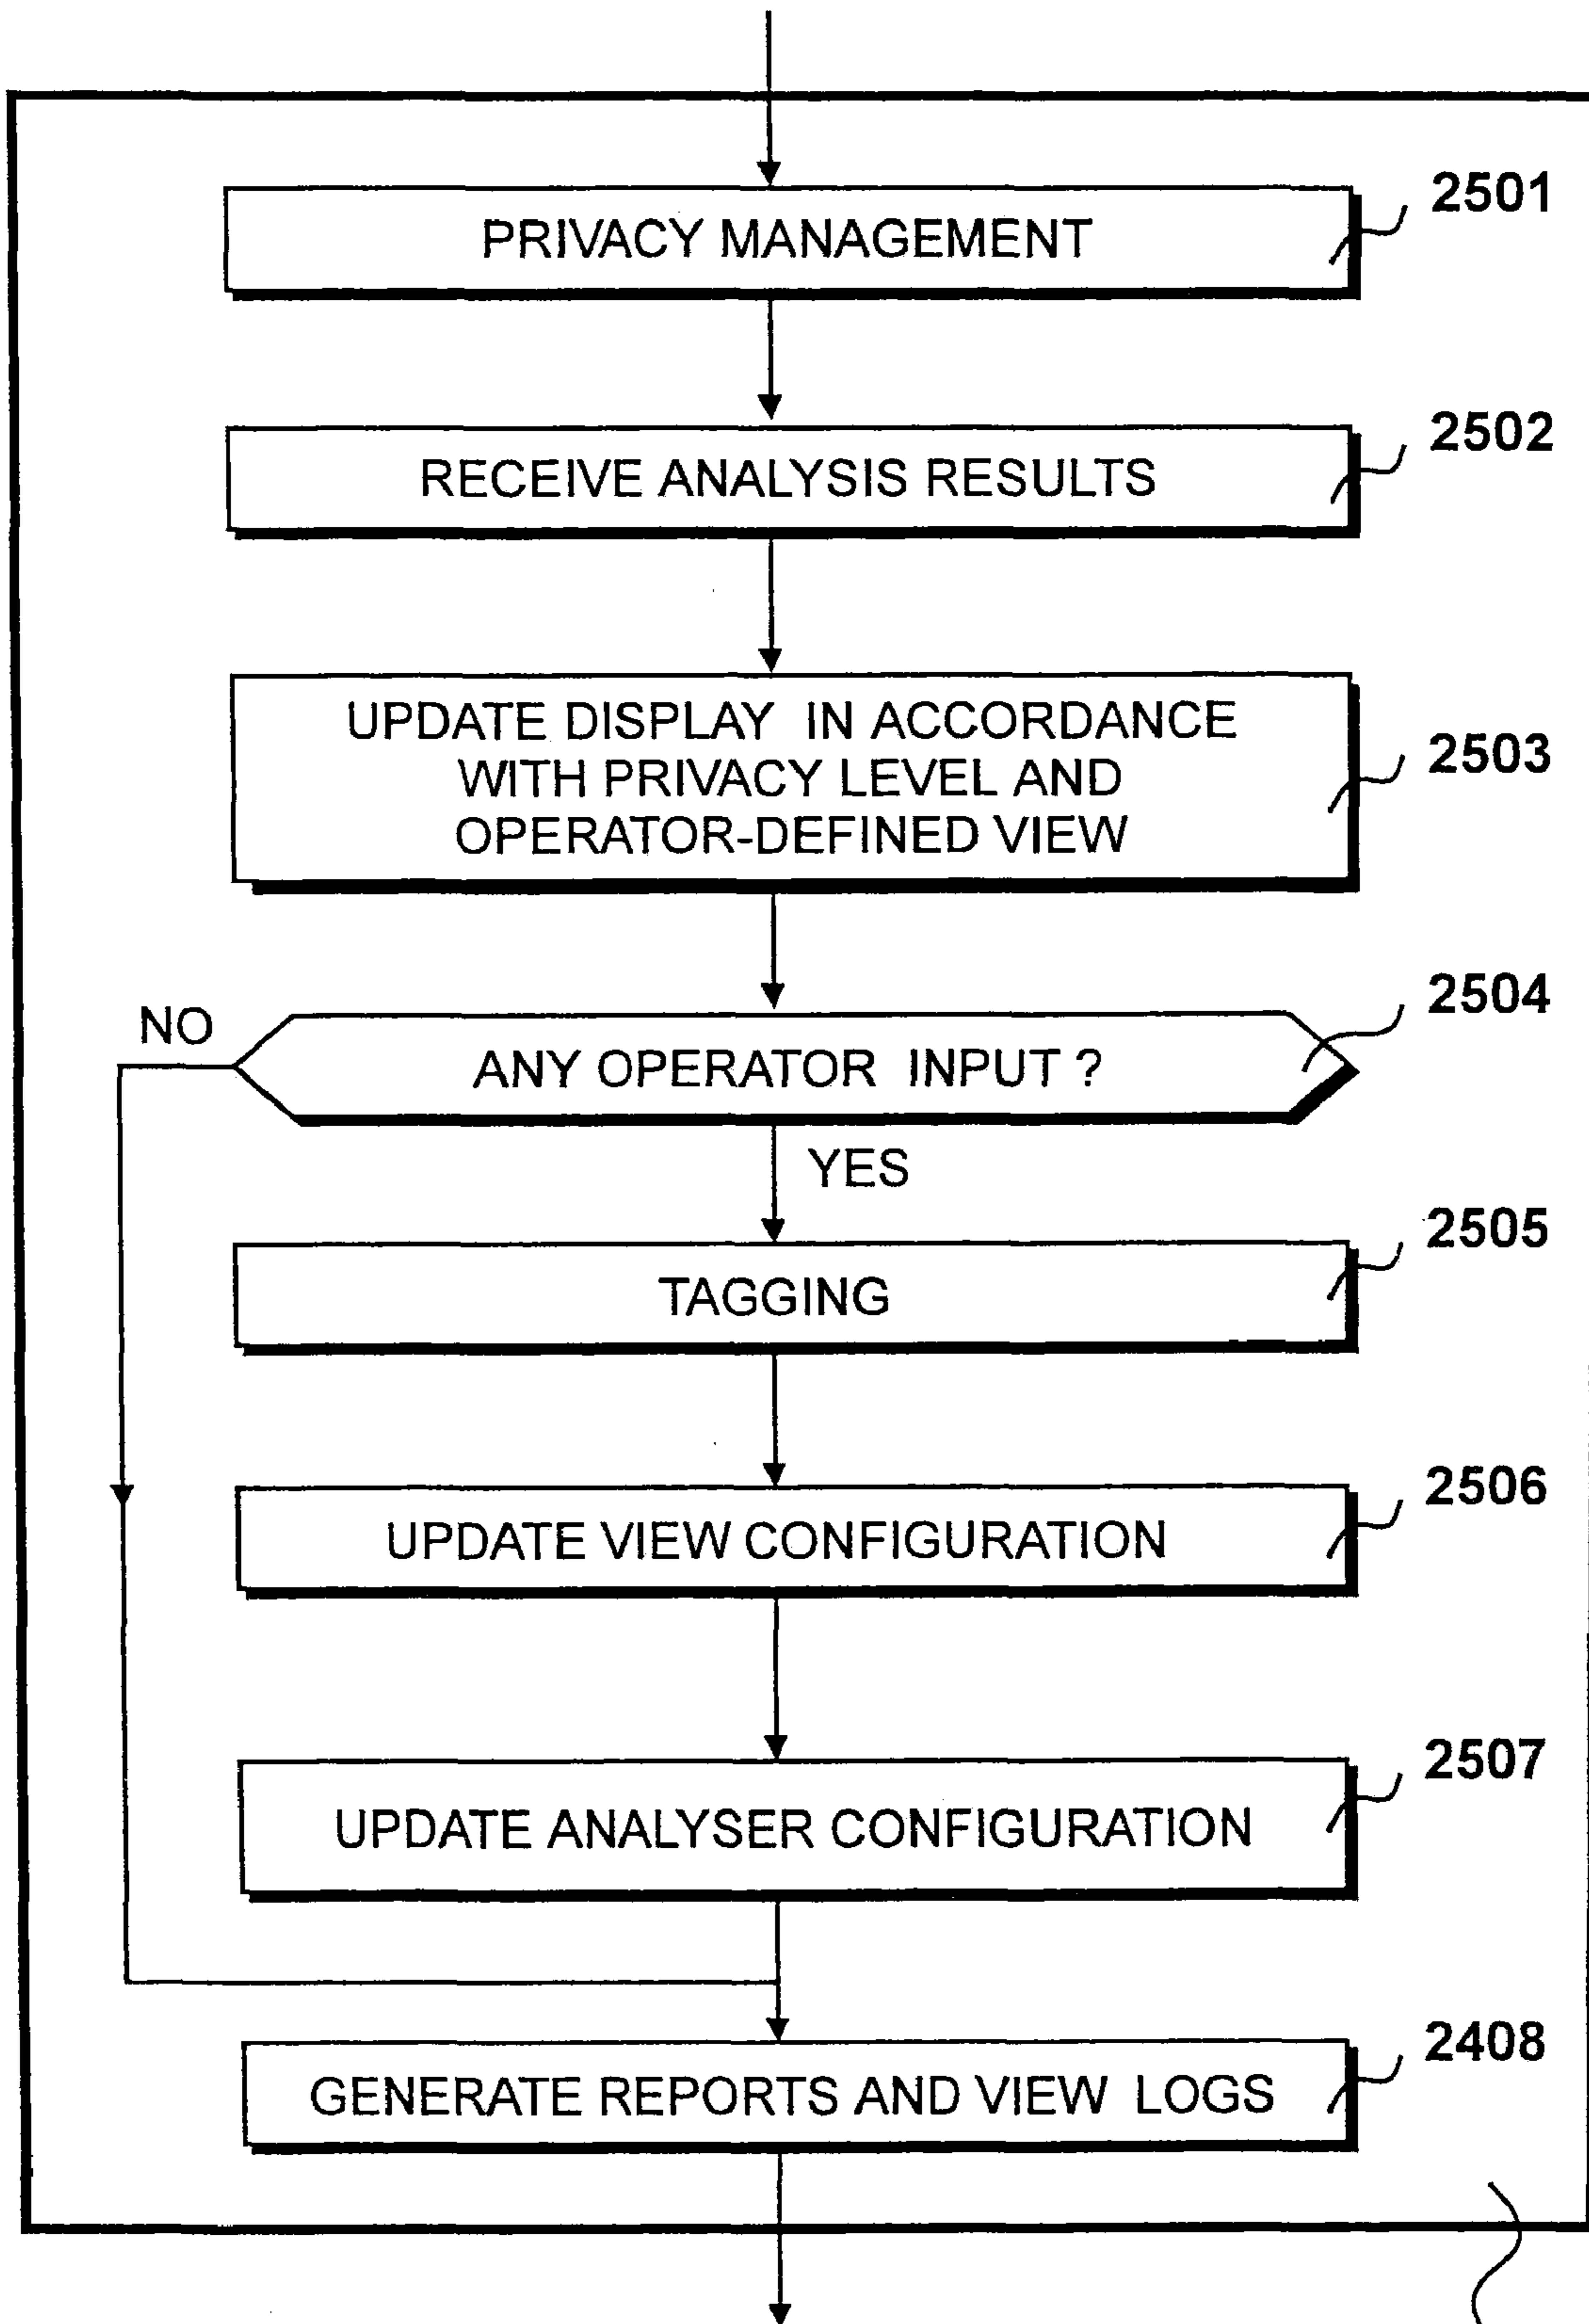 2501
PRIVACY MANAGEMENT
2502
RECEIVE ANALYSIS RESULTS
UPDATE DISPLAY IN ACCORDANCE
WITH PRIVACY LEVEL AND
OPERATOR-DEFINED VIEW
2503
2504
NO
ANY OPERATOR INPUT ?
YES
2505
TAGGING
2506
UPDATE VIEW CONFIGURATION
2507
UPDATE ANALYSER CONFIGURATION
2408
GENERATE REPORTS AND VIEW LOGS